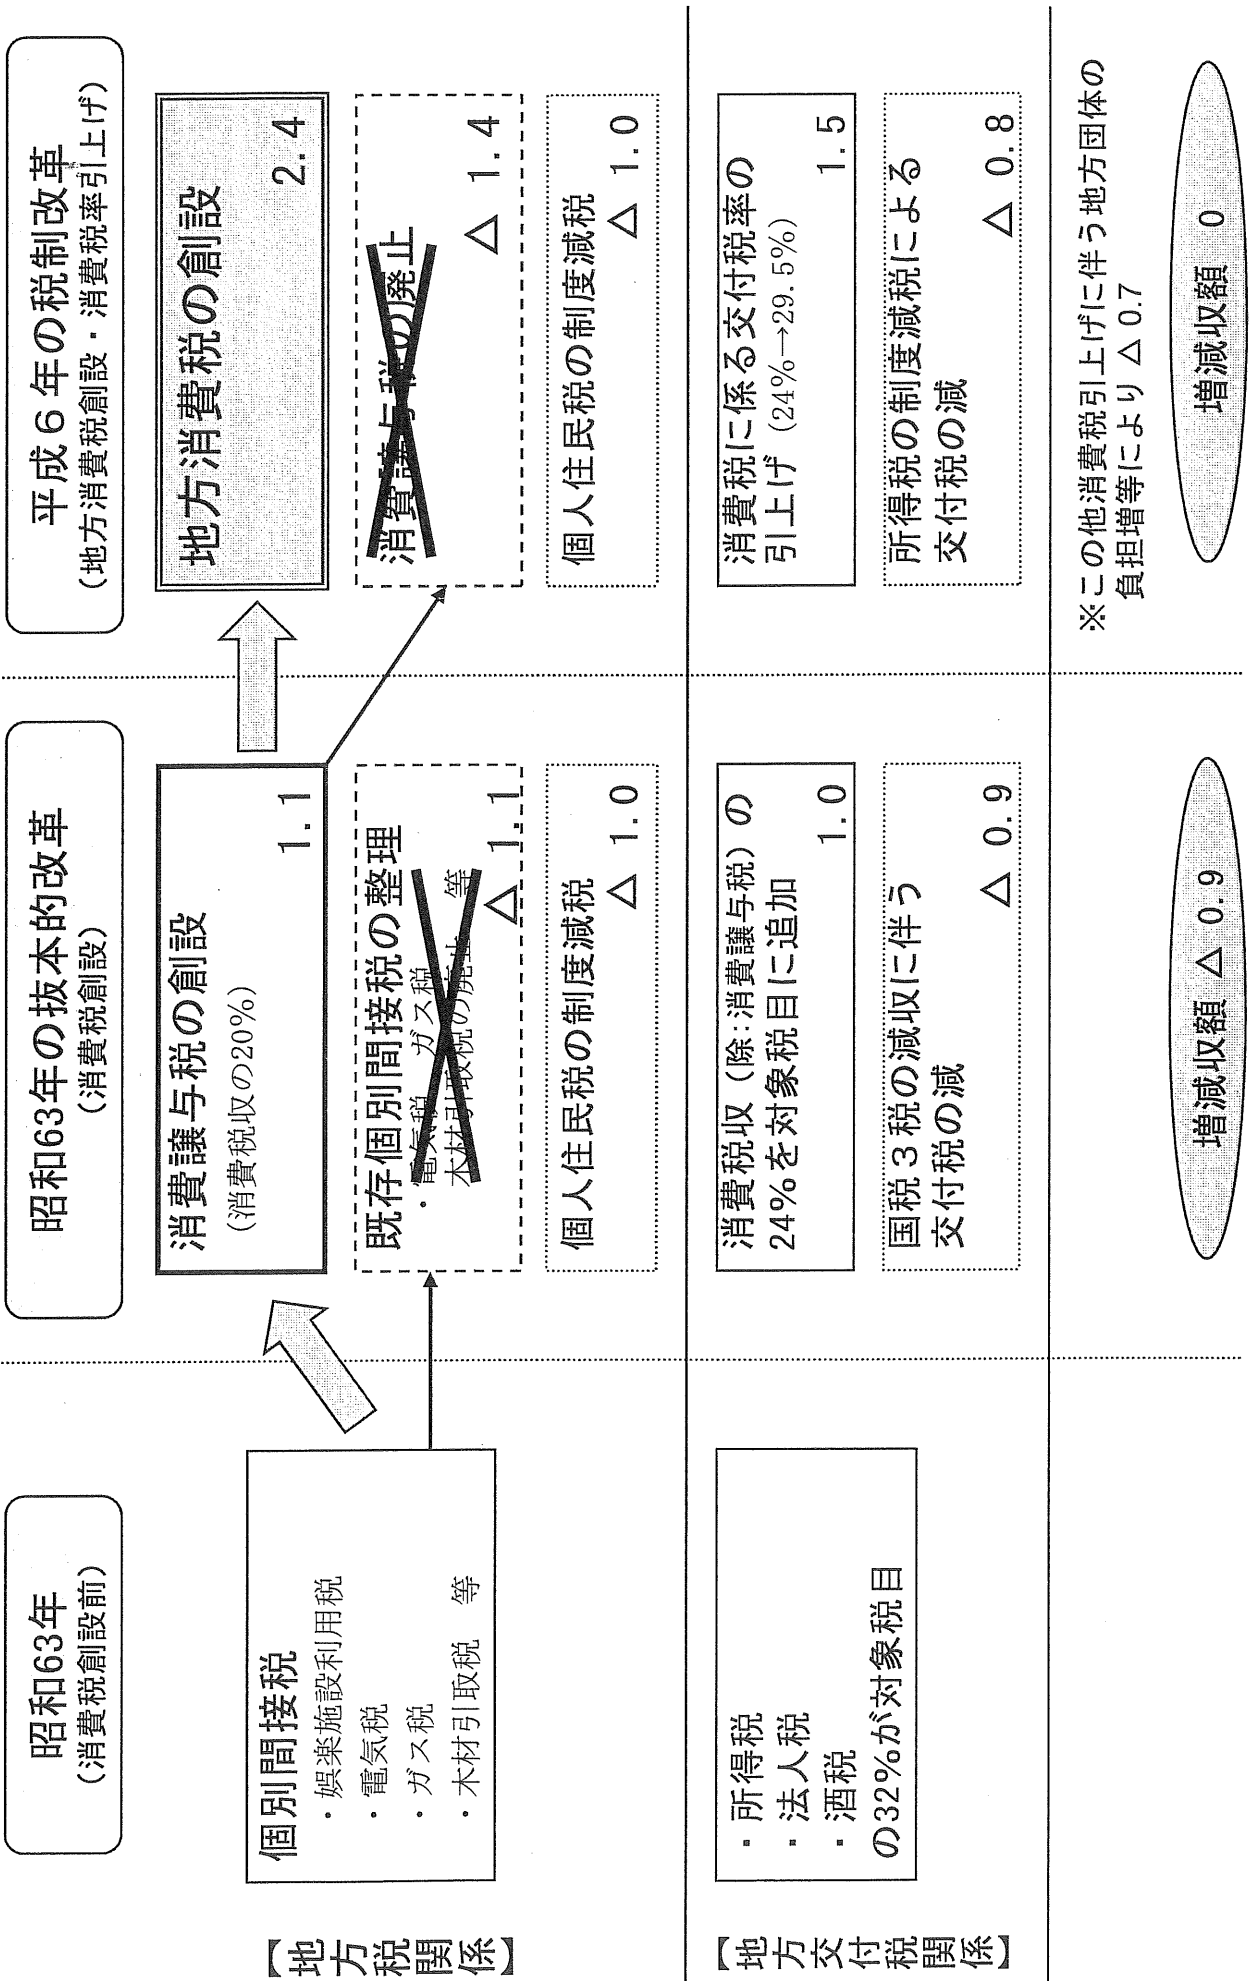 昭和63年
（消費税創設前）
昭和63年の抜本的改革
（消費税創設）
平成6年の税制改革
（地方消費税創設・消費税率引上げ）
【地方税関係】
個別間接税
・娯楽施設利用税
・電気税
・ガス税
・木材引取税　等
消費譲与税の創設
（消費税収の20%）
1.1
既存個別間接税の整理
・電気税　ガス税
木材引取税の廃止　等
△ 1.1
個人住民税の制度減税
△ 1.0
地方消費税の創設
2.4
消費譲与税の廃止
△ 1.4
個人住民税の制度減税
△ 1.0
【地方交付税関係】
・所得税
・法人税
・酒税
の32%が対象税目
消費税収（除：消費譲与税）の
24%を対象税目に追加
1.0
国税３税の減収に伴う
交付税の減
△ 0.9
消費税に係る交付税率の
引上げ（24%→29.5%）
1.5
所得税の制度減税による
交付税の減
△ 0.8
※この他消費税引上げに伴う地方団体の
負担増等により △ 0.7
増減収額 △ 0.9
増減収額　0